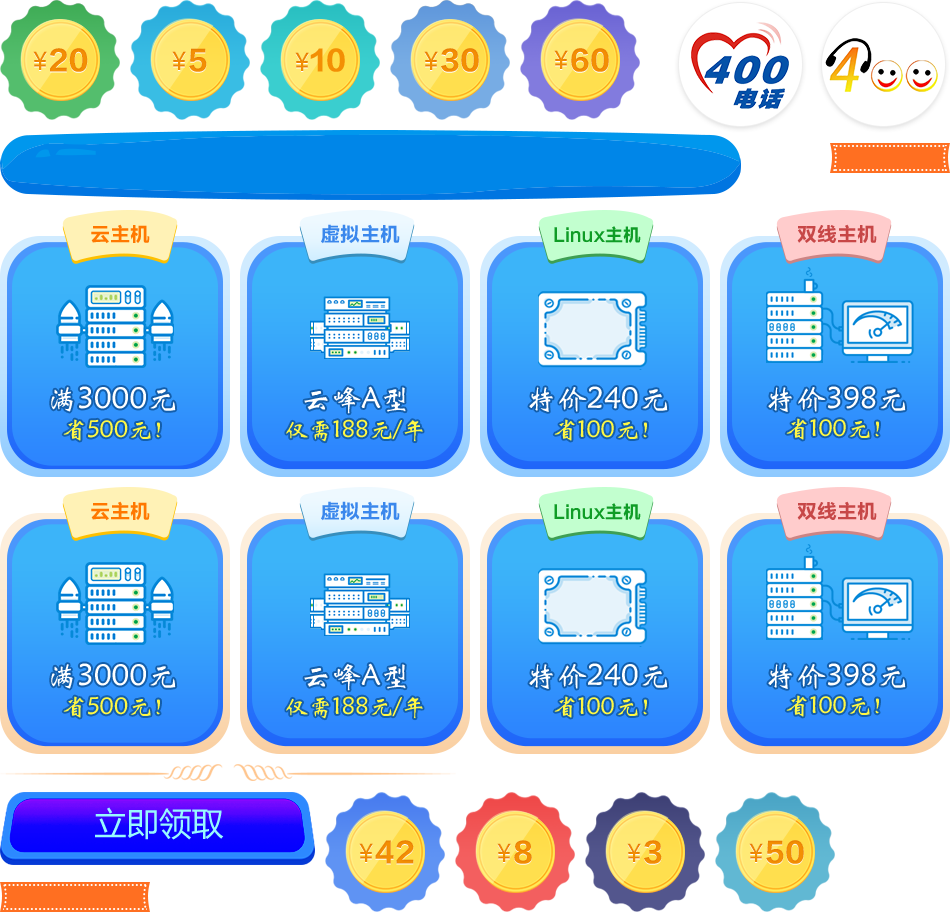 ¥20
¥5
¥10
¥30
¥60
400
电话
4
云主机
虚拟主机
Linux主机
双线主机
满3000元
省500元！
云峰A型
仅需188元/年
特价240元
省100元！
特价398元
省100元！
云主机
虚拟主机
Linux主机
双线主机
满3000元
省500元！
云峰A型
仅需188元/年
特价240元
省100元！
特价398元
省100元！
立即领取
¥42
¥8
¥3
¥50